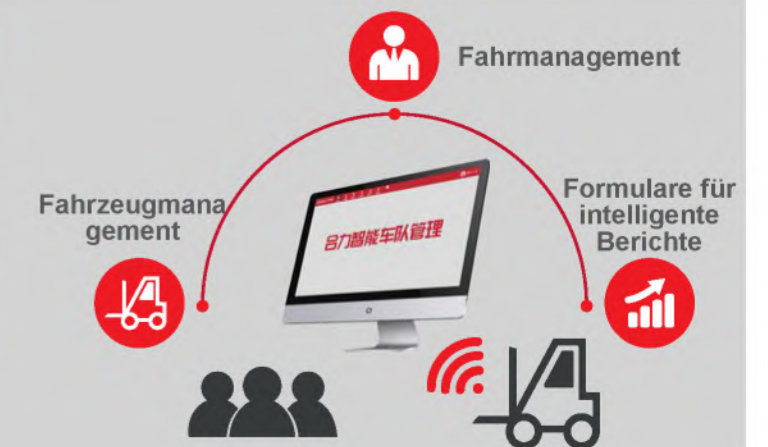 Fahrmanagement
Fahrzeugmana
gement
Formulare für
intelligente
Berichte
合力智能车队管理